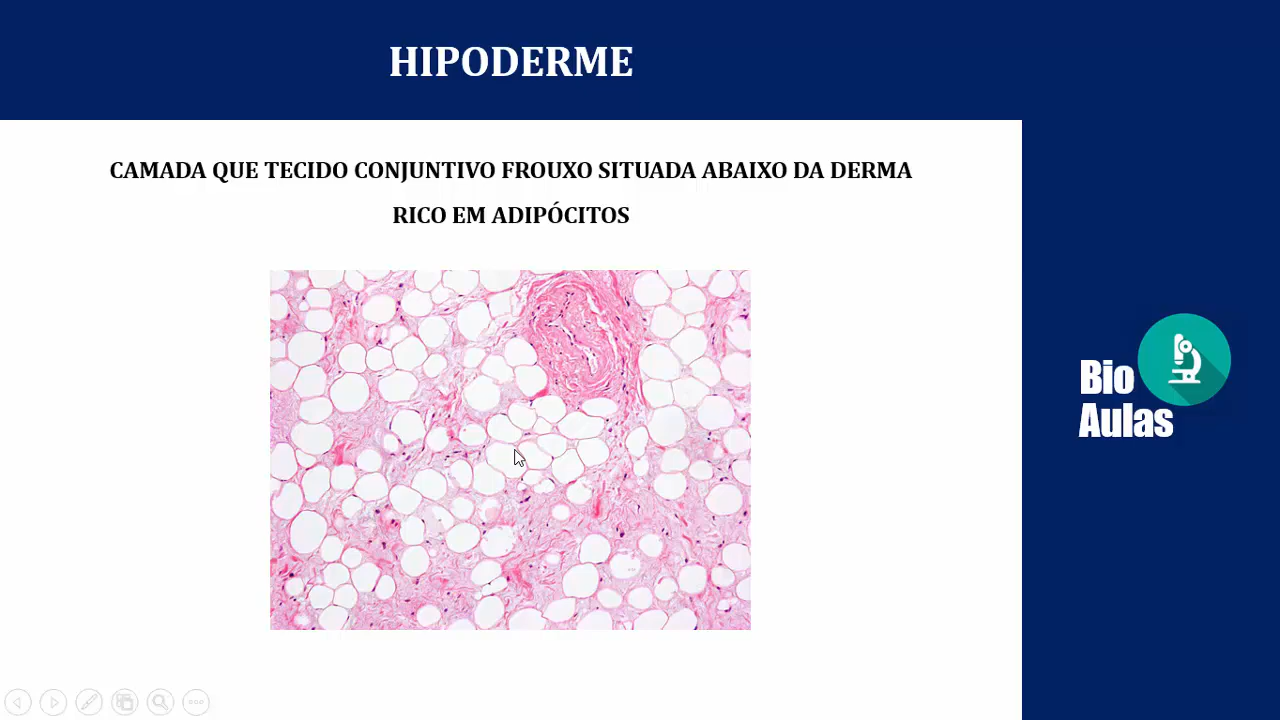 HIPODERME
CAMADA QUE TECIDO CONJUNTIVO FROUXO SITUADA ABAIXO DA DERMA
RICO EM ADIPÓCITOS
Bio
Aulas